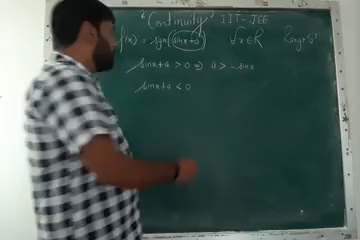 "Continuity" IIT-JEE
f(x) = sgn(sinx+a) ∀x∈R Range
sinx+a > 0 ⇒ a > -sinx
sinx+a < 0